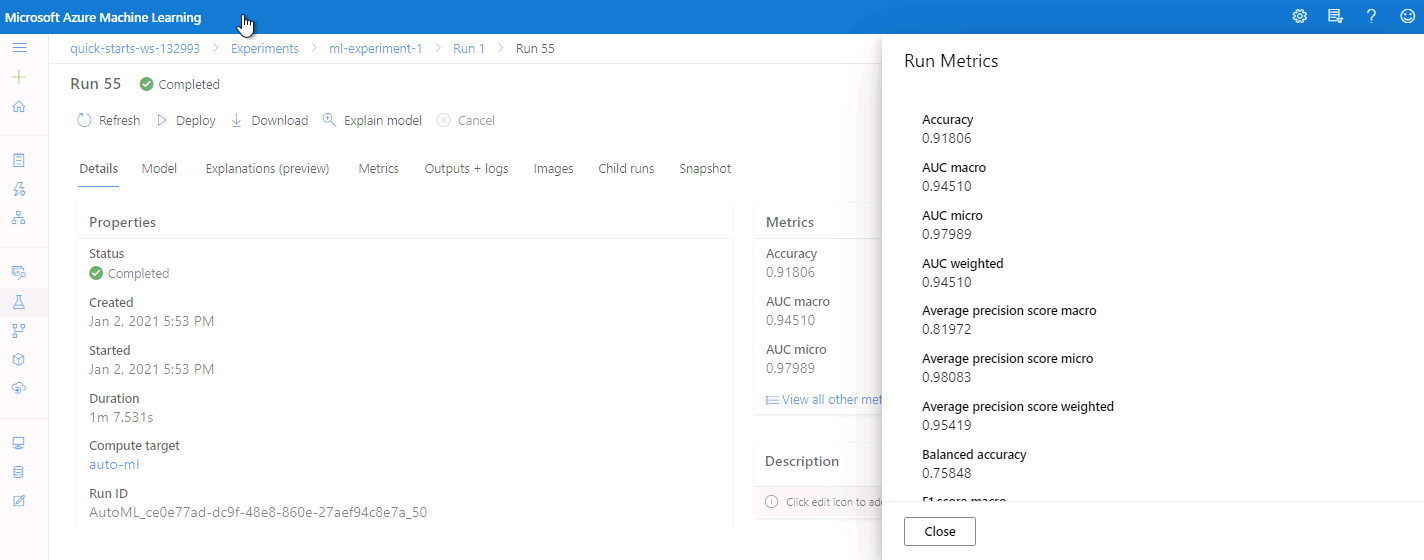 Microsoft Azure Machine Learning
quick-starts-ws-132993 > Experiments > ml-experiment-1 > Run 1 > Run 55
Run 55 Completed
Refresh Deploy Download Explain model Cancel
Details Model Explanations (preview) Metrics Outputs + logs Images Child runs Snapshot
Properties
Status
Completed
Created
Jan 2, 2021 5:53 PM
Started
Jan 2, 2021 5:53 PM
Duration
1m 7.531s
Compute target
auto-ml
Run ID
AutoML_ce0e77ad-dc9f-48e8-860e-27aef94c8e7a_50
Metrics
Accuracy
0.91806
AUC macro
0.94510
AUC micro
0.97989
View all other met
Description
Click edit icon to ad
Run Metrics
Accuracy
0.91806
AUC macro
0.94510
AUC micro
0.97989
AUC weighted
0.94510
Average precision score macro
0.81972
Average precision score micro
0.98083
Average precision score weighted
0.95419
Balanced accuracy
0.75848
F1 score macro
Close